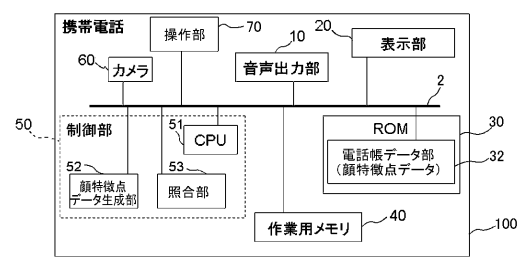 携帯電話
操作部
70
20
表示部
60
カメラ
10
音声出力部
2
50
制御部
51
CPU
ROM
30
電話帳データ部
(顔特徴点データ)
32
52
顔特徴点
データ生成部
53
照合部
作業用メモリ
40
100